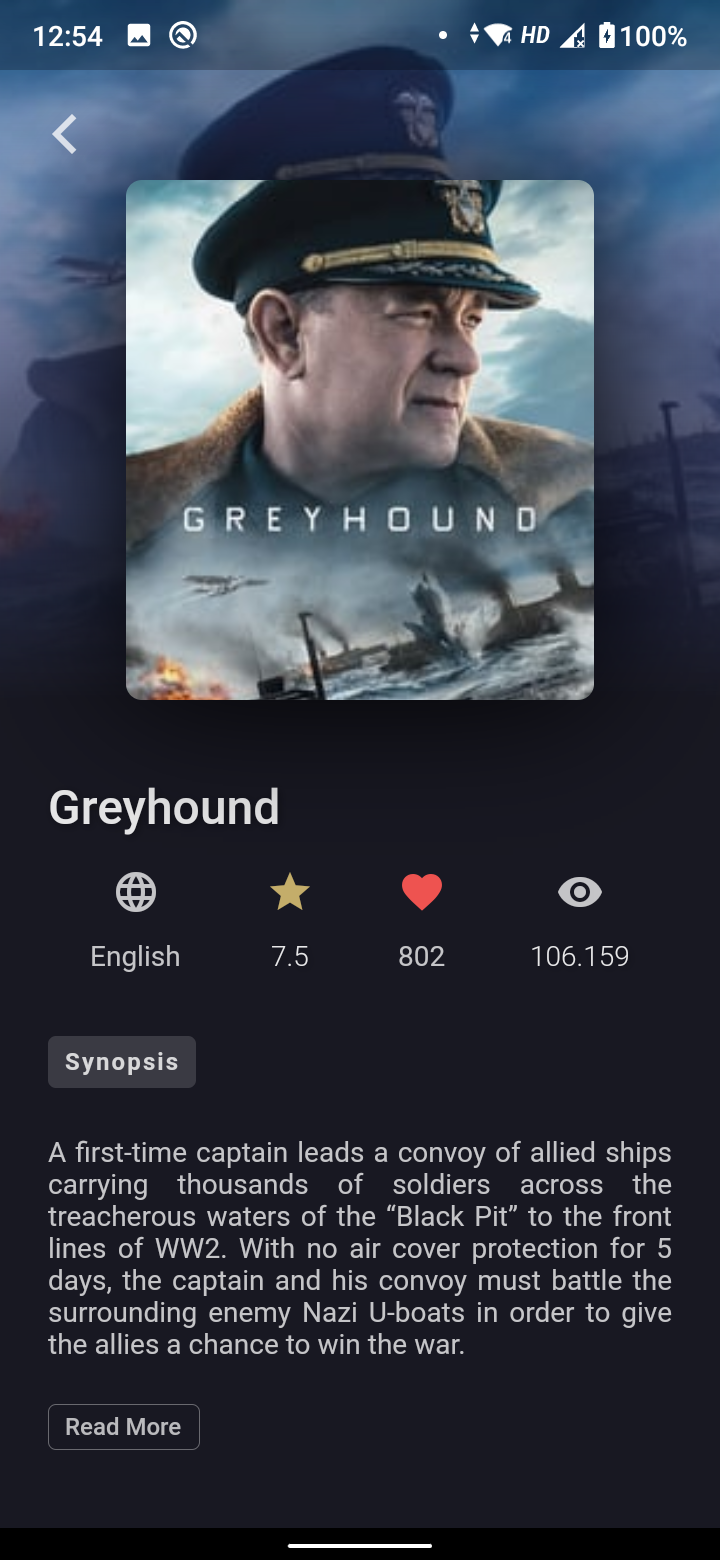 12:54 4 HD 100%
GREYHOUND
Greyhound
English 7.5 802 106.159
Synopsis
A first-time captain leads a convoy of allied ships
carrying thousands of soldiers across the
treacherous waters of the “Black Pit” to the front
lines of WW2. With no air cover protection for 5
days, the captain and his convoy must battle the
surrounding enemy Nazi U-boats in order to give
the allies a chance to win the war.
Read More